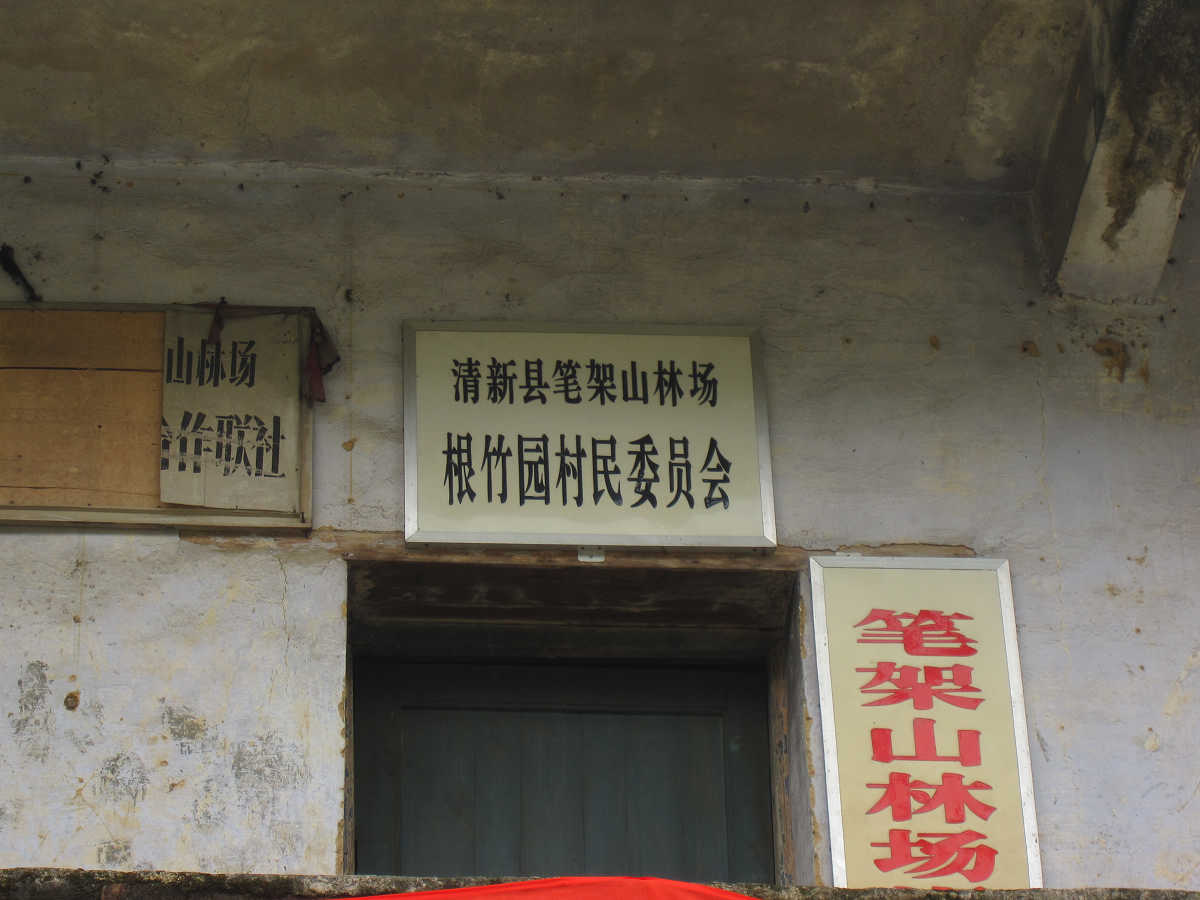 山林场
合作联社
清新县笔架山林场
根竹园村民委员会
笔架山林场